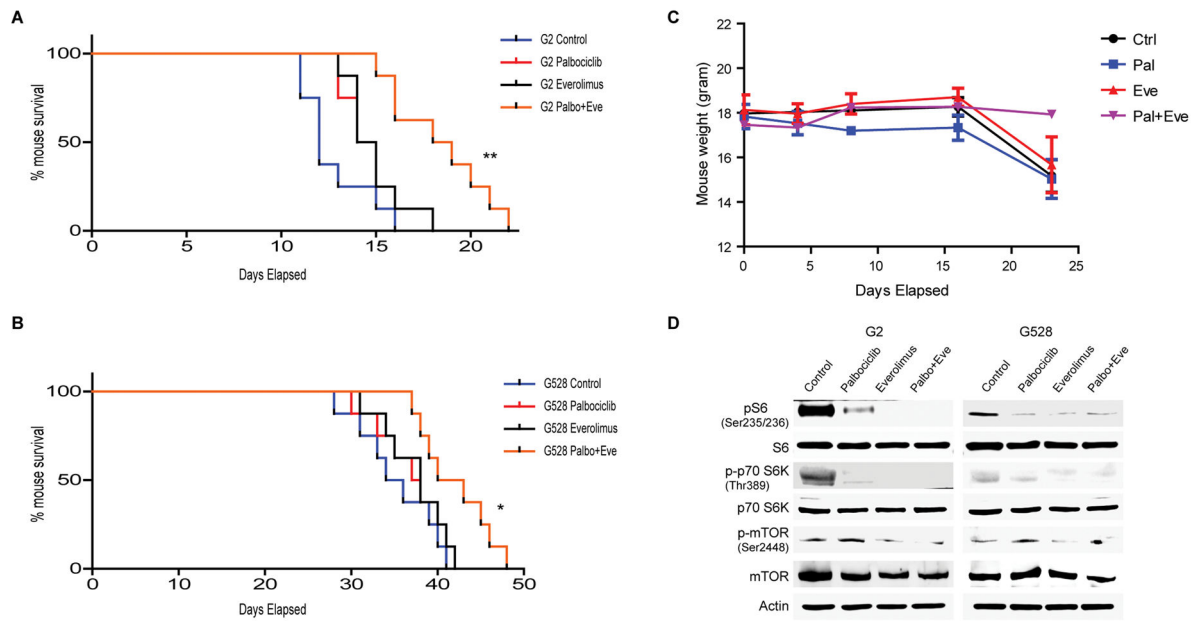 A
G2 Control
G2 Palbociclib
G2 Everolimus
G2 Palbo+Eve
100
50
0
% mouse survival
**
0 5 10 15 20
Days Elapsed
B
G528 Control
G528 Palbociclib
G528 Everolimus
G528 Palbo+Eve
100
50
0
% mouse survival
*
0 10 20 30 40 50
Days Elapsed
C
18
16
18
16
14
12
Mouse weight (gram)
0 5 10 15 20 25
Days Elapsed
Ctrl
Pal
Eve
Pal+Eve
D
G2 G528
Control Palbociclib Everolimus Palbo+Eve Control Palbociclib Everolimus Palbo+Eve
pS6
(Ser235/236)
S6
p-p70 S6K
(Thr389)
p70 S6K
p-mTOR
(Ser2448)
mTOR
Actin